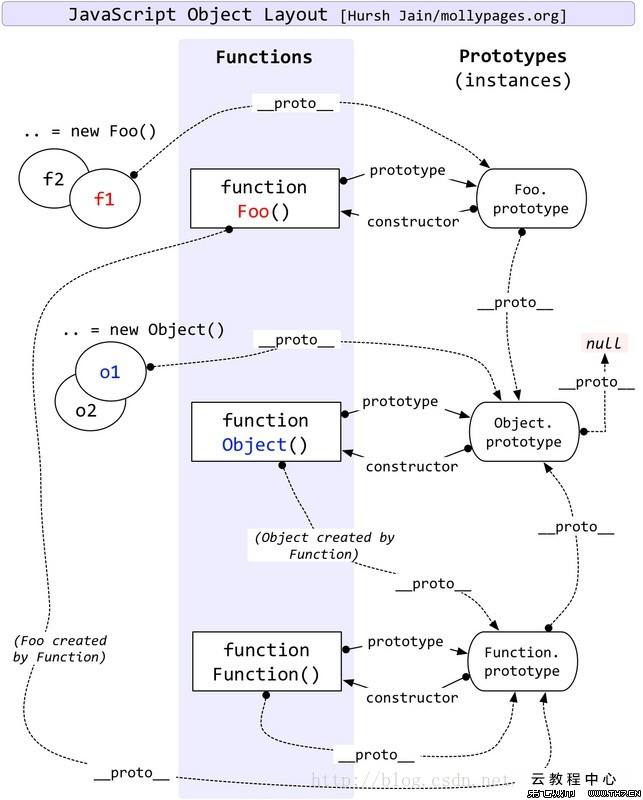 JavaScript Object Layout [Hursh Jain/mollypages.org]
Functions
Prototypes
(instances)
__proto__
.. = new Foo()
f2
f1
function
Foo()
prototype
constructor
Foo.
prototype
__proto__
.. = new Object()
__proto__
null
__proto__
o1
o2
function
Object()
prototype
constructor
Object.
prototype
(Object created by
Function)
__proto__
__proto__
(Foo created
by Function)
function
Function()
prototype
constructor
Function.
prototype
__proto__
__proto__
http://blog.csdn.net
云教程中心
WWW.TH7.CN